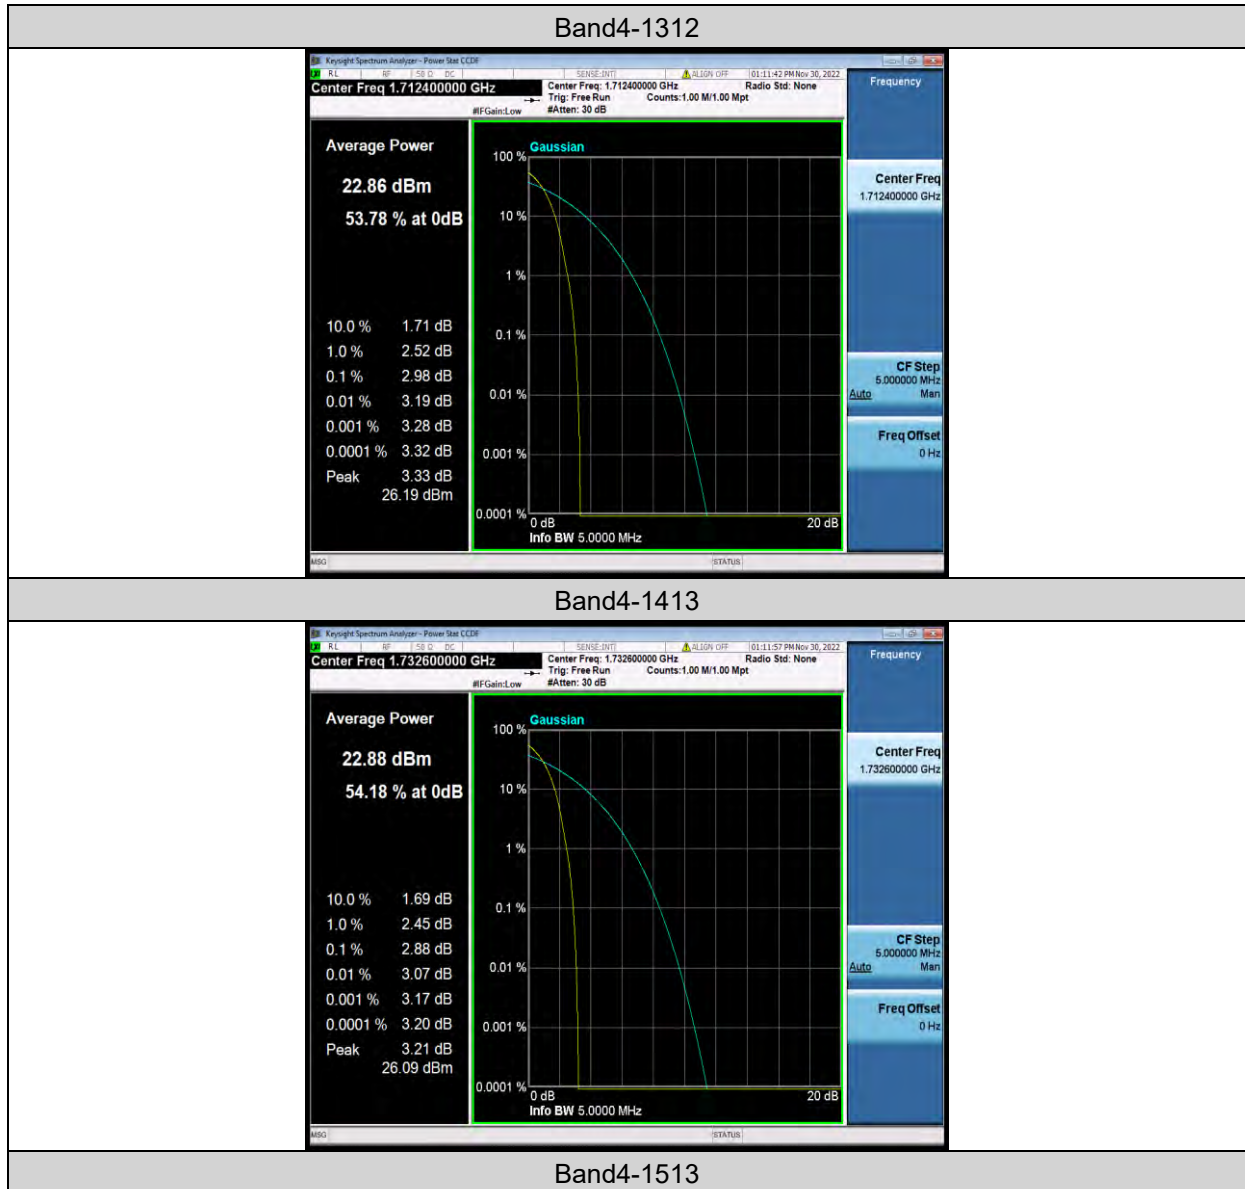 Band4-1312
Keysight Spectrum Analyzer - Power Stat CCDF
RL RF 50 Ω DC SENSE:INT ALIGN OFF 01:11:42 PM Nov 30, 2022
Center Freq 1.712400000 GHz
Center Freq: 1.712400000 GHz Radio Std: None
Trig: Free Run Counts:1.00 M/1.00 Mpt
#IFGain:Low #Atten: 30 dB
Frequency
Average Power
22.86 dBm
53.78 % at 0dB
10.0 % 1.71 dB
1.0 % 2.52 dB
0.1 % 2.98 dB
0.01 % 3.19 dB
0.001 % 3.28 dB
0.0001 % 3.32 dB
Peak 3.33 dB
26.19 dBm
Gaussian
100 %
10 %
1 %
0.1 %
0.01 %
0.001 %
0.0001 %
0 dB 20 dB
Info BW 5.0000 MHz
Center Freq
1.712400000 GHz
CF Step
5.000000 MHz
Auto Man
Freq Offset
0 Hz
MSG STATUS
Band4-1413
Keysight Spectrum Analyzer - Power Stat CCDF
RL RF 50 Ω DC SENSE:INT ALIGN OFF 01:11:57 PM Nov 30, 2022
Center Freq 1.732600000 GHz
Center Freq: 1.732600000 GHz Radio Std: None
Trig: Free Run Counts:1.00 M/1.00 Mpt
#IFGain:Low #Atten: 30 dB
Frequency
Average Power
22.88 dBm
54.18 % at 0dB
10.0 % 1.69 dB
1.0 % 2.45 dB
0.1 % 2.88 dB
0.01 % 3.07 dB
0.001 % 3.17 dB
0.0001 % 3.20 dB
Peak 3.21 dB
26.09 dBm
Gaussian
100 %
10 %
1 %
0.1 %
0.01 %
0.001 %
0.0001 %
0 dB 20 dB
Info BW 5.0000 MHz
Center Freq
1.732600000 GHz
CF Step
5.000000 MHz
Auto Man
Freq Offset
0 Hz
MSG STATUS
Band4-1513